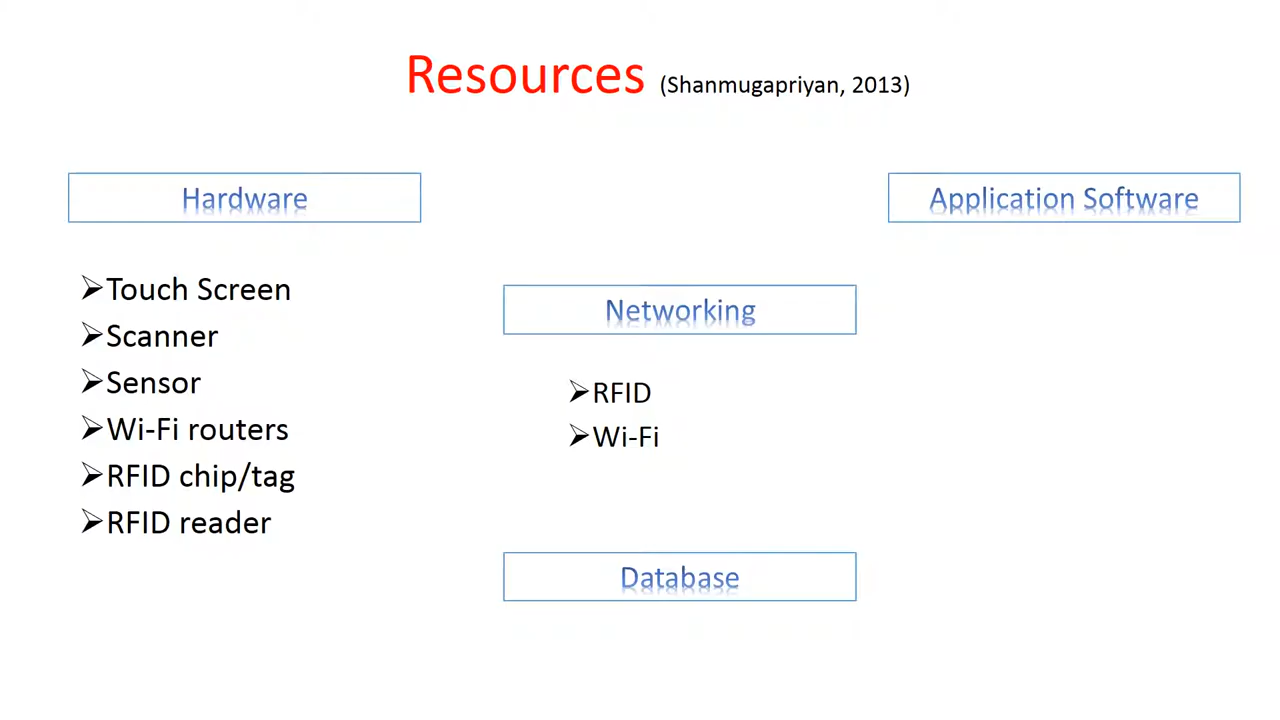 Resources (Shanmugapriyan, 2013)
Hardware
Application Software
➢Touch Screen
➢Scanner
➢Sensor
➢Wi-Fi routers
➢RFID chip/tag
➢RFID reader
Networking
➢RFID
➢Wi-Fi
Database